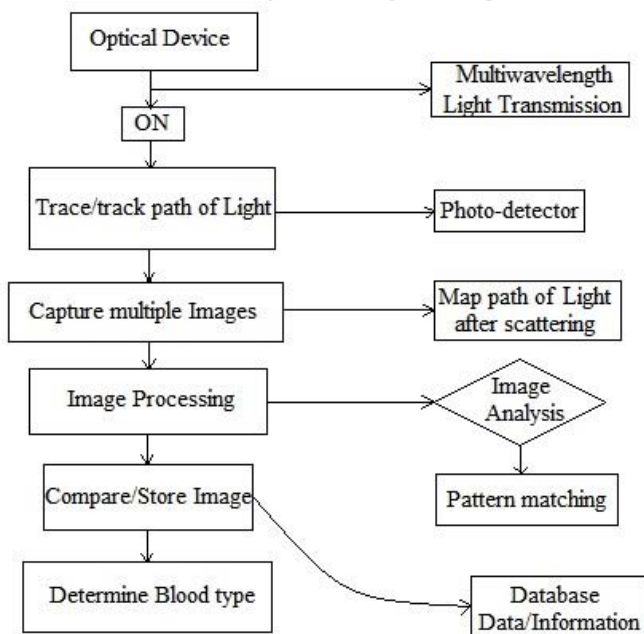 Optical Device
Multiwavelength
Light Transmission
ON
Trace/track path of Light
Photo-detector
Capture multiple Images
Map path of Light
after scattering
Image Processing
Image
Analysis
Compare/Store Image
Pattern matching
Determine Blood type
Database
Data/Information